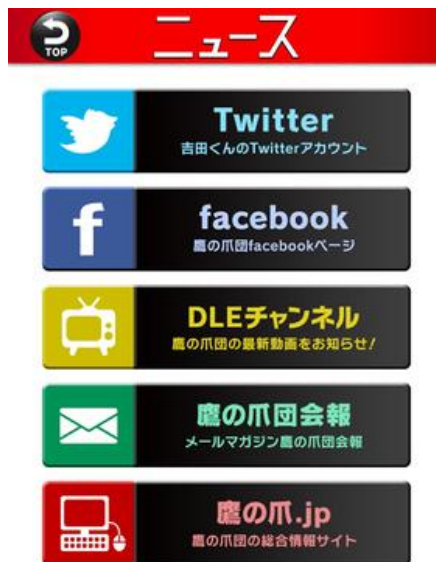 TOP
ニュース
Twitter
吉田くんのTwitterアカウント
facebook
鷹の爪団facebookページ
DLEチャンネル
鷹の爪団の最新動画をお知らせ!
鷹の爪団会報
メールマガジン鷹の爪団会報
鷹の爪.jp
鷹の爪団の総合情報サイト